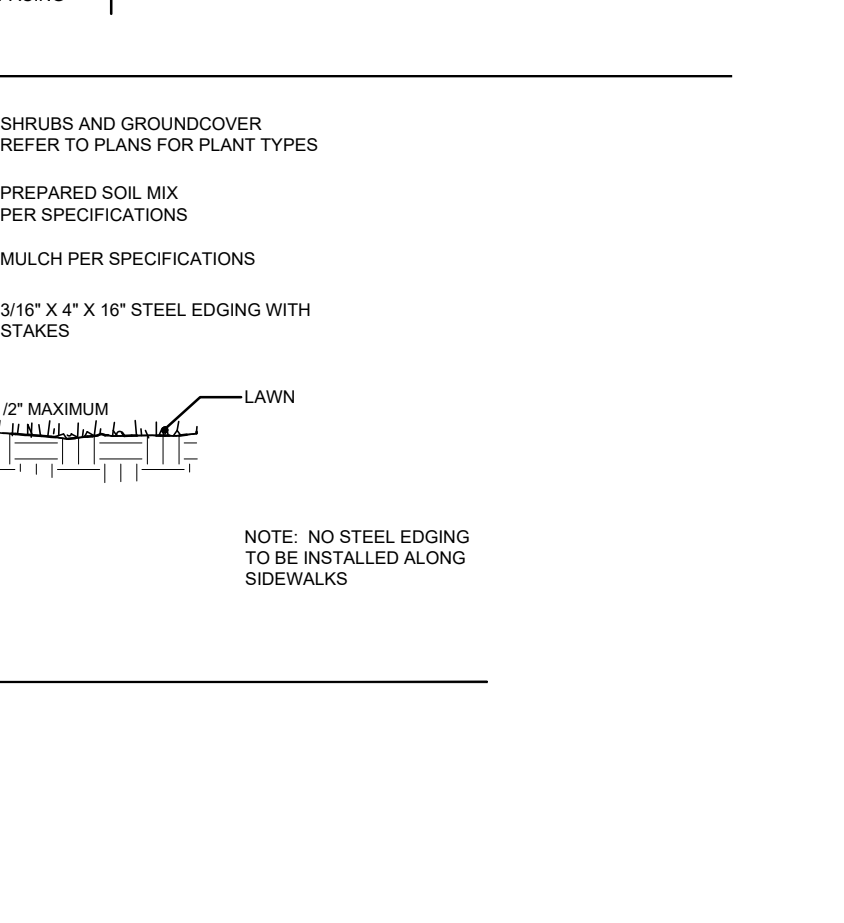 SHRUBS AND GROUNDCOVER
REFER TO PLANS FOR PLANT TYPES
PREPARED SOIL MIX
PER SPECIFICATIONS
MULCH PER SPECIFICATIONS
3/16" X 4" X 16" STEEL EDGING WITH
STAKES
LAWN
/2" MAXIMUM
NOTE: NO STEEL EDGING
TO BE INSTALLED ALONG
SIDEWALKS